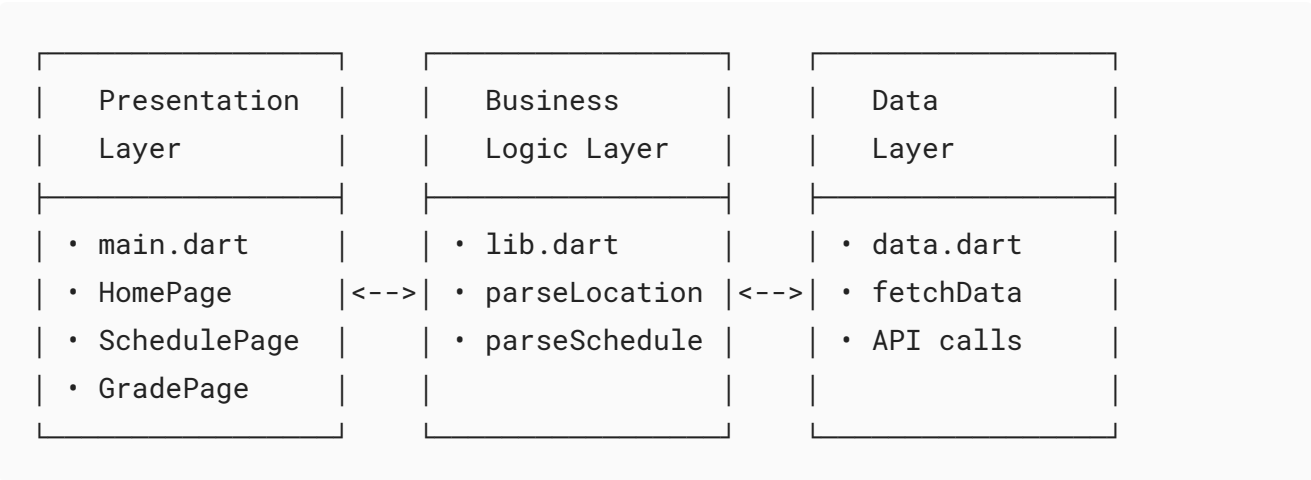 ┌──────────────────┐    ┌──────────────────┐    ┌──────────────────┐
│   Presentation   │    │   Business       │    │   Data           │
│   Layer          │    │   Logic Layer    │    │   Layer          │
├──────────────────┤    ├──────────────────┤    ├──────────────────┤
│ • main.dart      │    │ • lib.dart       │    │ • data.dart      │
│ • HomePage       │<-->│ • parseLocation  │<-->│ • fetchData      │
│ • SchedulePage   │    │ • parseSchedule  │    │ • API calls      │
│ • GradePage      │    │                  │    │                  │
└──────────────────┘    └──────────────────┘    └──────────────────┘